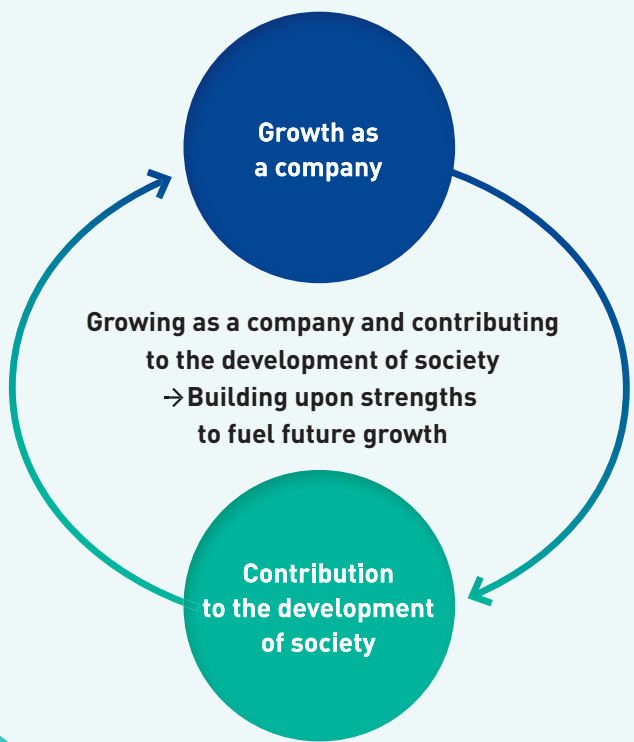 Growth as
a company
Growing as a company and contributing
to the development of society
→Building upon strengths
to fuel future growth
Contribution
to the development
of society